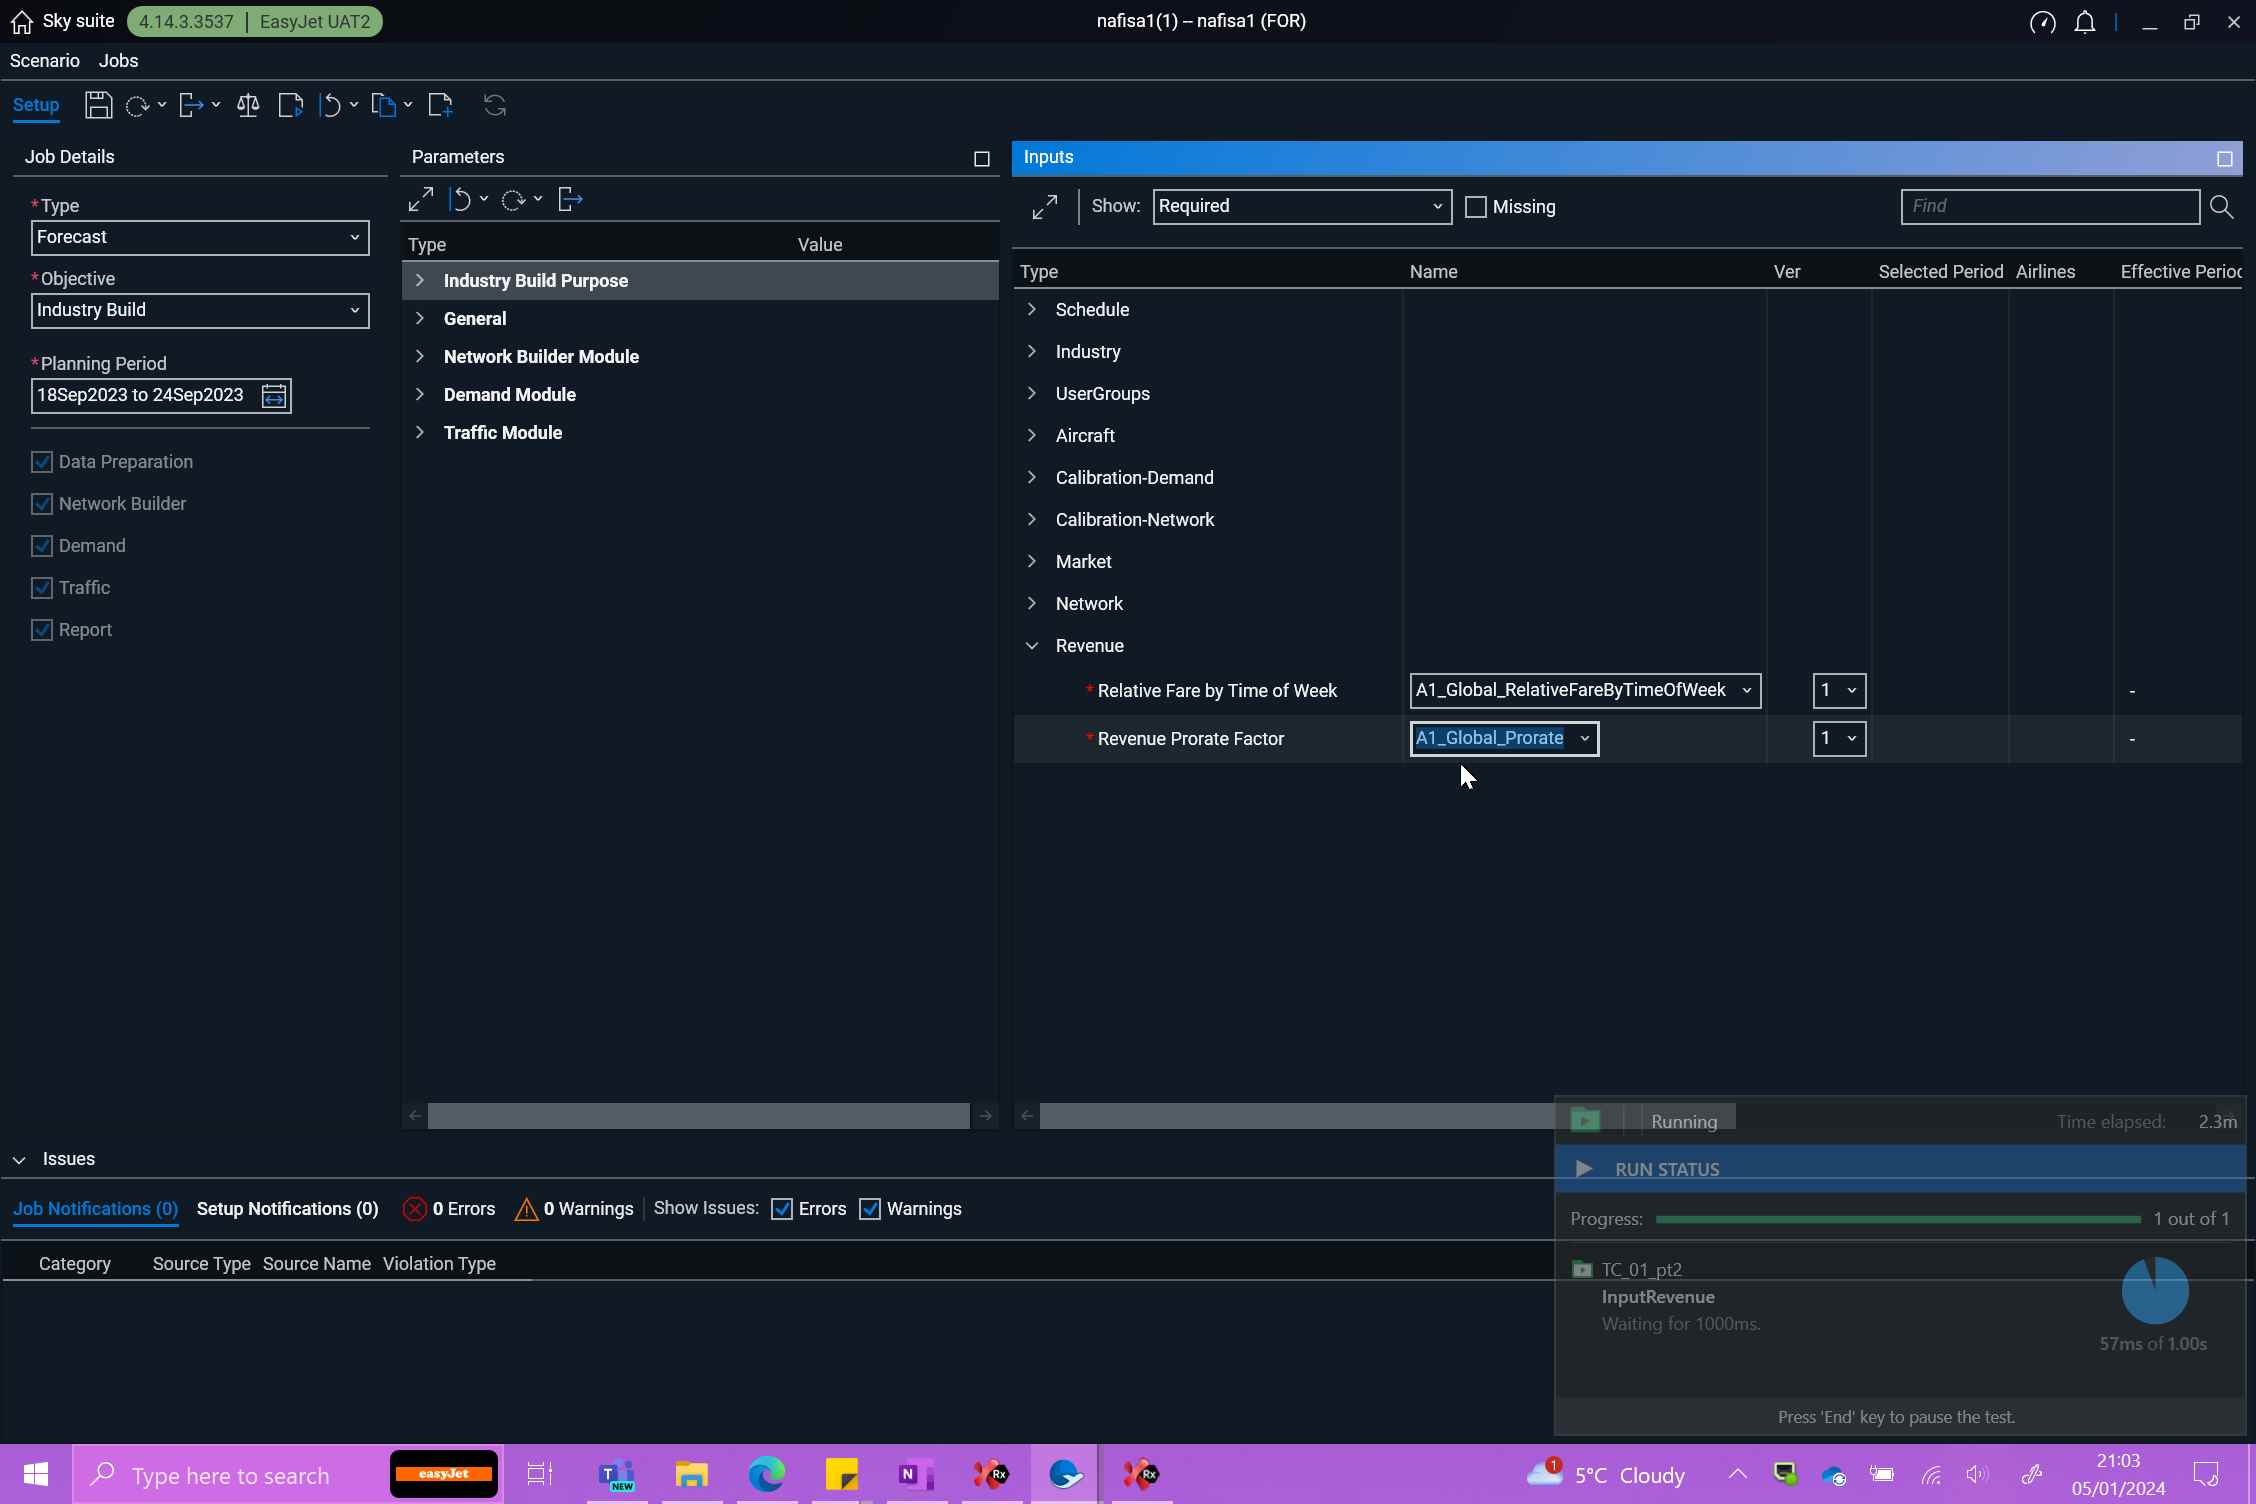 Sky suite 4.14.3.3537 | EasyJet UAT2 nafisa1(1) – nafisa1 (FOR)
Scenario Jobs
Setup
Job Details
*Type
Forecast
*Objective
Industry Build
*Planning Period
18Sep2023 to 24Sep2023
Data Preparation
Network Builder
Demand
Traffic
Report
Parameters
Type Value
Industry Build Purpose
General
Network Builder Module
Demand Module
Traffic Module
Inputs
Show: Required Missing Find
Type Name Ver Selected Period Airlines Effective Perioc
Schedule
Industry
UserGroups
Aircraft
Calibration-Demand
Calibration-Network
Market
Network
Revenue
* Relative Fare by Time of Week A1_Global_RelativeFareByTimeOfWeek 1 -
* Revenue Prorate Factor A1_Global_Prorate 1 -
Issues
Job Notifications (0) Setup Notifications (0) 0 Errors 0 Warnings Show Issues: Errors Warnings
Category Source Type Source Name Violation Type
Running Time elapsed: 2.3m
RUN STATUS
Progress: 1 out of 1
TC_01_pt2
InputRevenue
Waiting for 1000ms.
57ms of 1.00s
Press 'End' key to pause the test.
Type here to search easyJet T NEW N Rx Rx 1 5°C Cloudy 21:03
05/01/2024